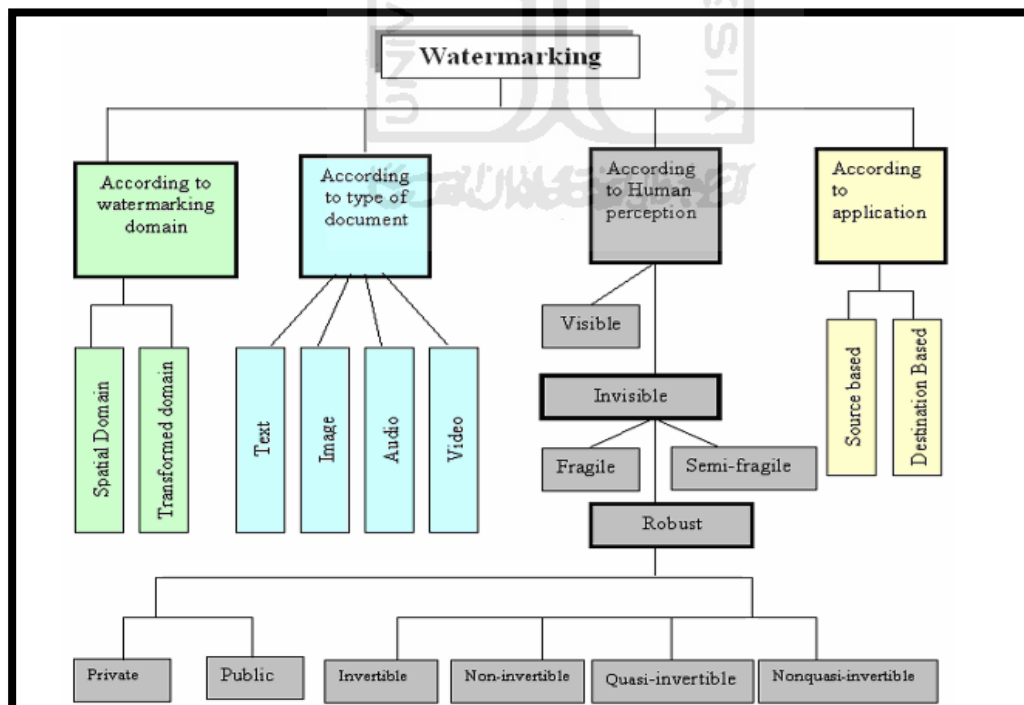 Watermarking
According to
watermarking
domain
According
to type of
document
According
to Human
perception
According
to
application
Visible
Invisible
Fragile
Semi-fragile
Robust
Spatial Domain
Transformed domain
Text
Image
Audio
Video
Source based
Destination Based
Private
Public
Invertible
Non-invertible
Quasi-invertible
Nonquasi-invertible
UNIV
SIA